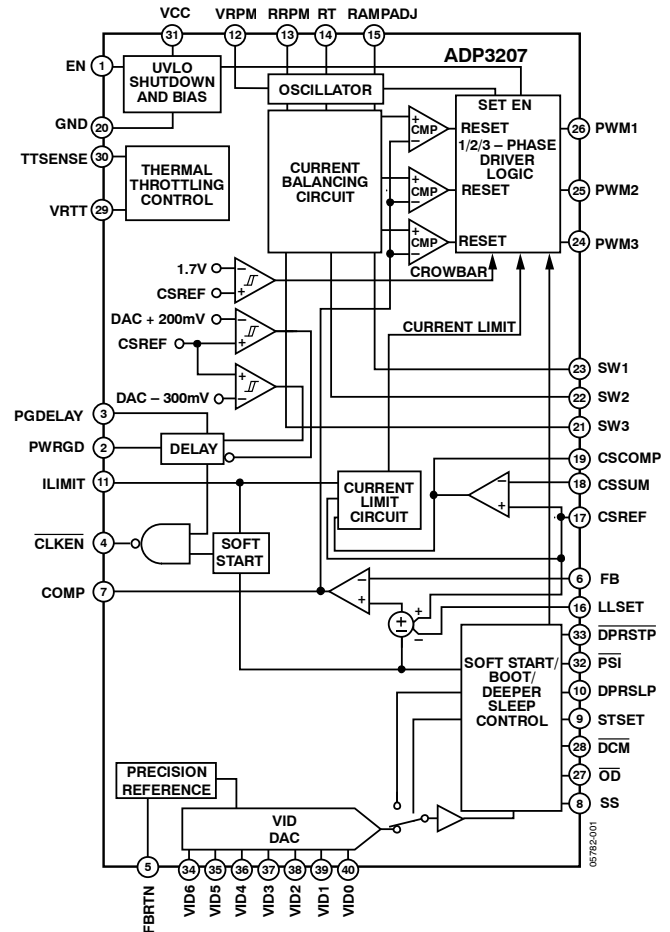 VCC VRPM RRPM RT RAMPADJ
31 12 13 14 15
ADP3207
EN 1
UVLO
SHUTDOWN
AND BIAS
OSCILLATOR
SET EN
GND
20
+
CMP
–
RESET
26 PWM1
1/2/3 – PHASE
DRIVER
LOGIC
TTSENSE
30
THERMAL
THROTTLING
CONTROL
CURRENT
BALANCING
CIRCUIT
+
CMP
–
RESET
25 PWM2
VRTT
29
+
CMP
–
RESET
24 PWM3
1.7V
–
CROWBAR
CSREF
+
DAC + 200mV
–
CURRENT LIMIT
CSREF
+
+
DAC – 300mV
–
23 SW1
22 SW2
21 SW3
PGDELAY
3
PWRGD
2
DELAY
19 CSCOMP
ILIMIT
11
CURRENT
LIMIT
CIRCUIT
–
+
18 CSSUM
17 CSREF
CLKEN
4
SOFT
START
COMP
7
–
+
6 FB
+
–
+
–
16 LLSET
33 DPRSTP
SOFT START/
BOOT/
DEEPER
SLEEP
CONTROL
32 PSI
10 DPRSLP
9 STSET
28 DCM
27 OD
8 SS
PRECISION
REFERENCE
VID
DAC
5 34 35 36 37 38 39 40
FBRTN VID6 VID5 VID4 VID3 VID2 VID1 VID0
05782-001